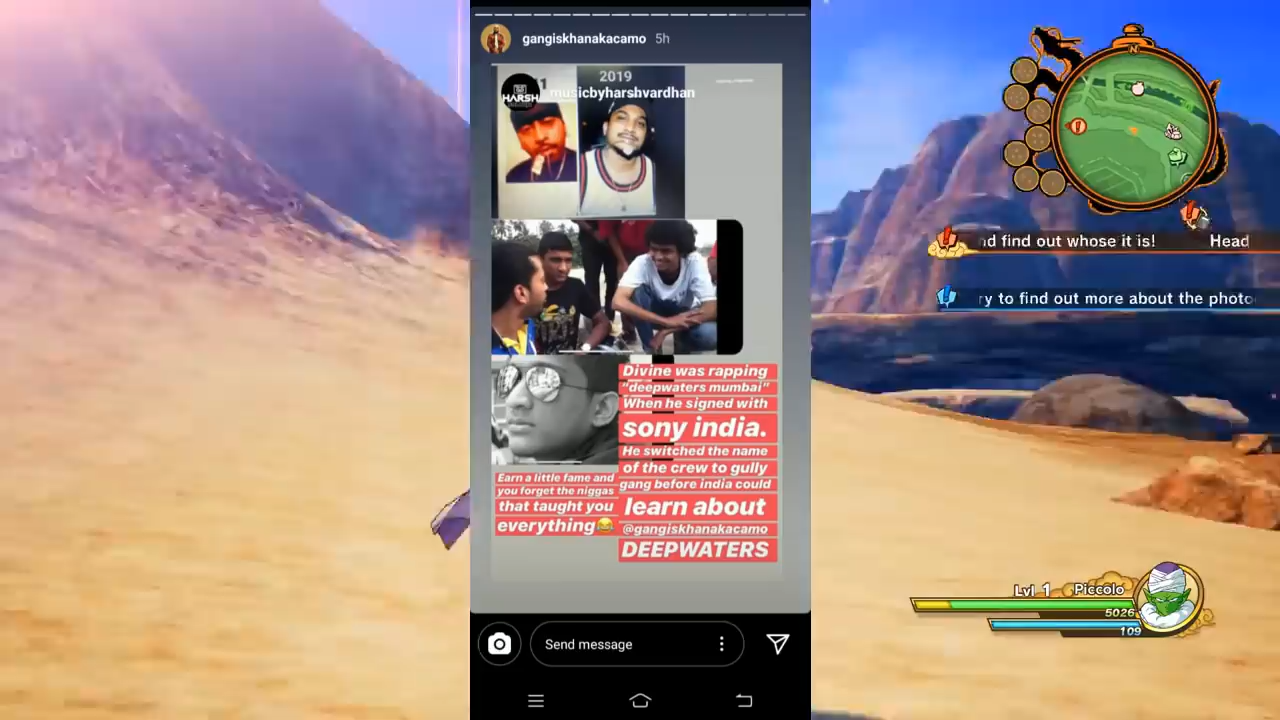 gangiskhanakacamo 5h
2019
HARSH
musicbyharshvardhan
Divine was rapping
"deepwaters mumbai"
When he signed with
sony india.
He switched the name
of the crew to gully
gang before india could
learn about
@gangiskhanakacamo
DEEPWATERS
Earn a little fame and
you forget the niggas
that taught you
everything😂
Send message
N
nd find out whose it is! Head
ry to find out more about the photo
Lvl 1 Piccolo
5026
109